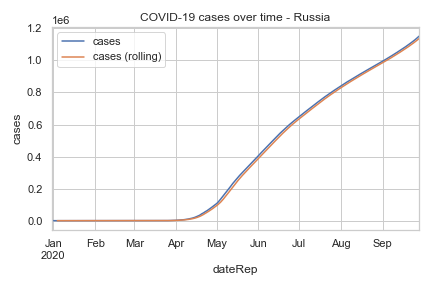 COVID-19 cases over time - Russia
1e6
cases
cases (rolling)
1.2
1.0
0.8
0.6
0.4
0.2
0.0
cases
Jan Feb Mar Apr May Jun Jul Aug Sep
2020
dateRep